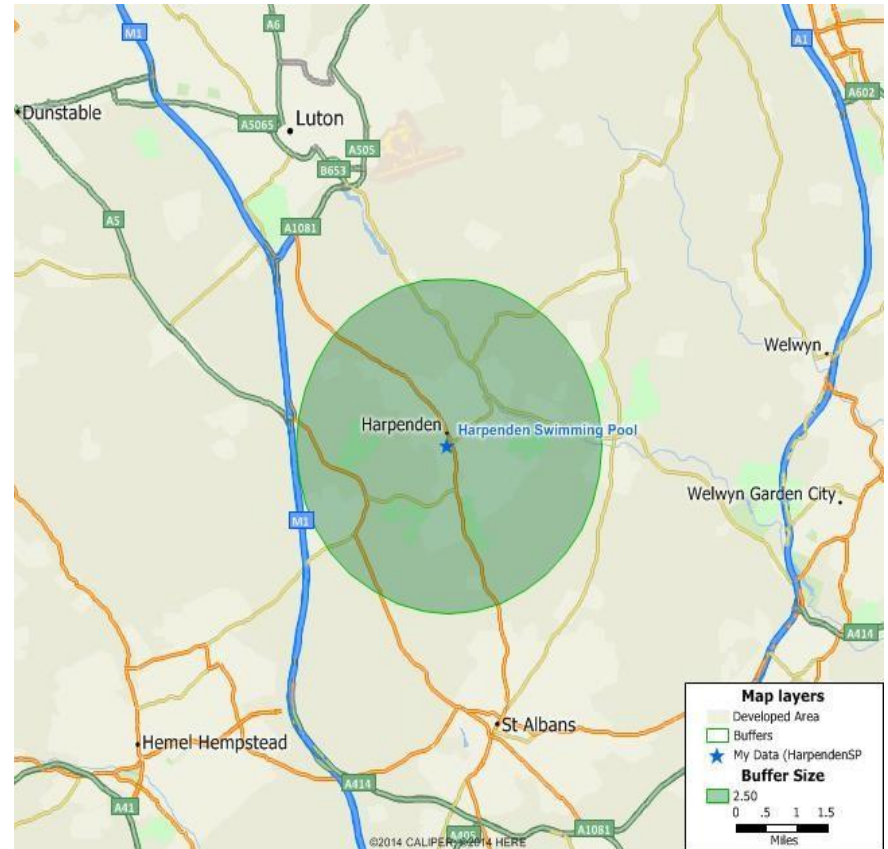 M1
A6
A1
A602
Dunstable
A5065
Luton
A505
B653
A5
A1081
Welwyn
Harpenden
Harpenden Swimming Pool
Welwyn Garden City
M1
A414
St Albans
Hemel Hempstead
A414
A41
A405
A1081
©2014 CALIPER; ©2014 HERE
Map layers
Developed Area
Buffers
My Data (HarpendenSP
Buffer Size
2.50
0 .5 1 1.5
Miles